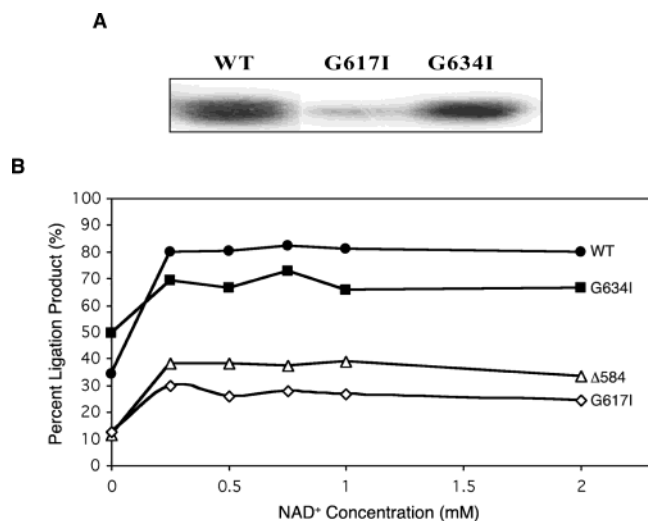 A
WT G617I G634I
B
Percent Ligation Product (%)
100
90
80
70
60
50
40
30
20
10
0
WT
G634I
Δ584
G617I
0 0.5 1 1.5 2
NAD⁺ Concentration (mM)